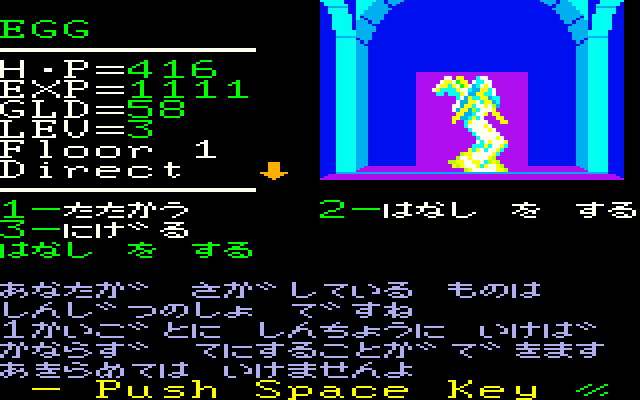 EGG
H・P=416
EXP=1111
GLD=58
LEV=3
Floor 1
Direct
1ーたたかう 2ーはなし を する
3ーにげる
はなし を する
あなたが さがしている ものは
しんじつのしょ ですね
1かいごとに しんちょうに いけば
かならず てにすることが できます
あきらめては いけませんよ
ー Push Space Key